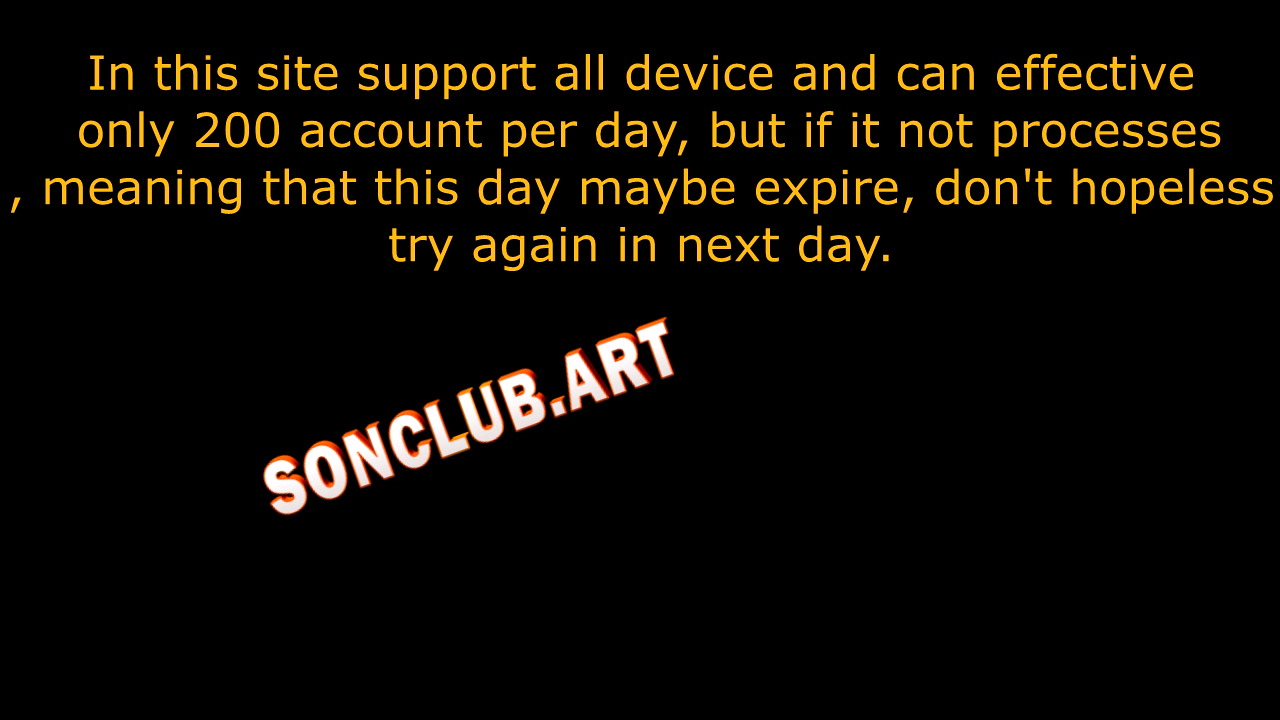 In this site support all device and can effective
only 200 account per day, but if it not processes
, meaning that this day maybe expire, don't hopeless
try again in next day.
SONCLUB.ART